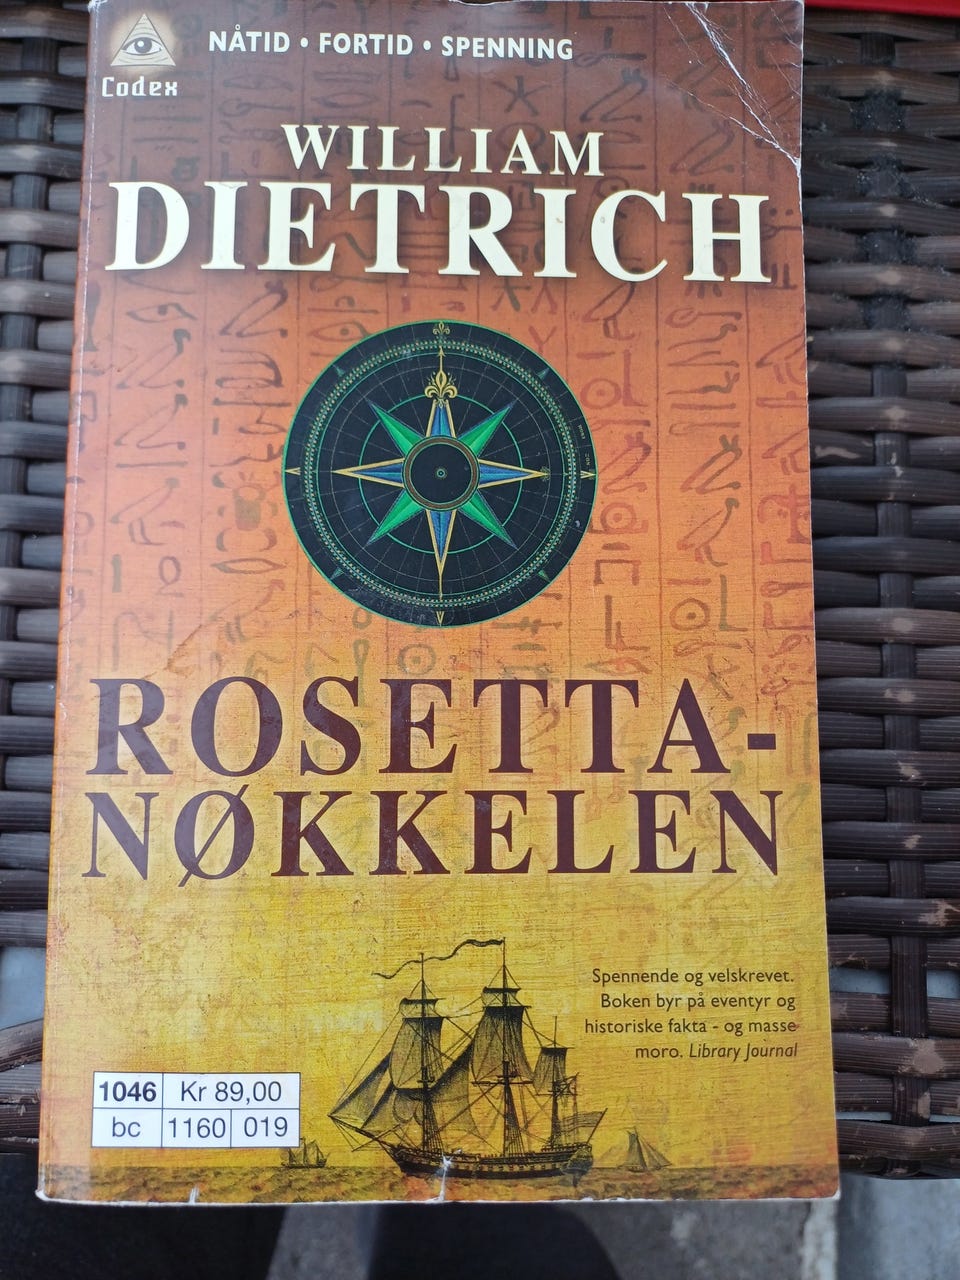 NÅTID • FORTID • SPENNING
Codex
WILLIAM
DIETRICH
ROSETTA-
NØKKELEN
Spennende og velskrevet.
Boken byr på eventyr og
historiske fakta - og masse
moro. Library Journal
1046 Kr 89,00
bc 1160 019